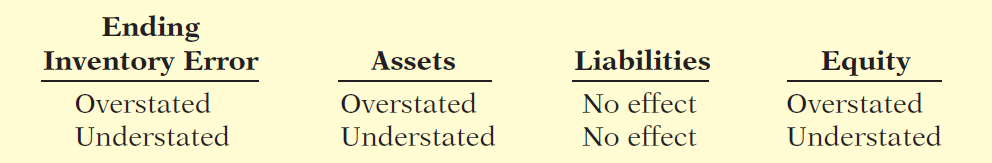 Ending
Inventory Error Assets Liabilities Equity
Overstated Overstated No effect Overstated
Understated Understated No effect Understated